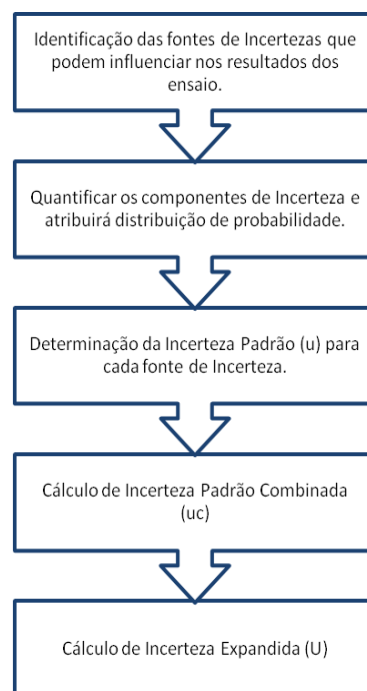 Identificação das fontes de Incertezas que
podem influenciar nos resultados dos
ensaio.
Quantificar os componentes de Incerteza e
atribuirá distribuição de probabilidade.
Determinação da Incerteza Padrão (u) para
cada fonte de Incerteza.
Cálculo de Incerteza Padrão Combinada
(uc)
Cálculo de Incerteza Expandida (U)